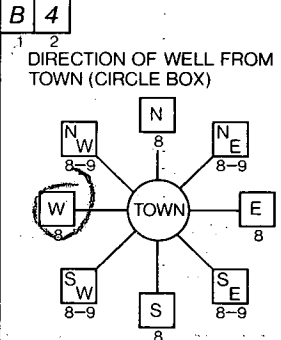 B 4
1 2
DIRECTION OF WELL FROM
TOWN (CIRCLE BOX)
N
8
N W
8-9
N E
8-9
W
8
TOWN
E
8
S W
8-9
S E
8-9
S
8